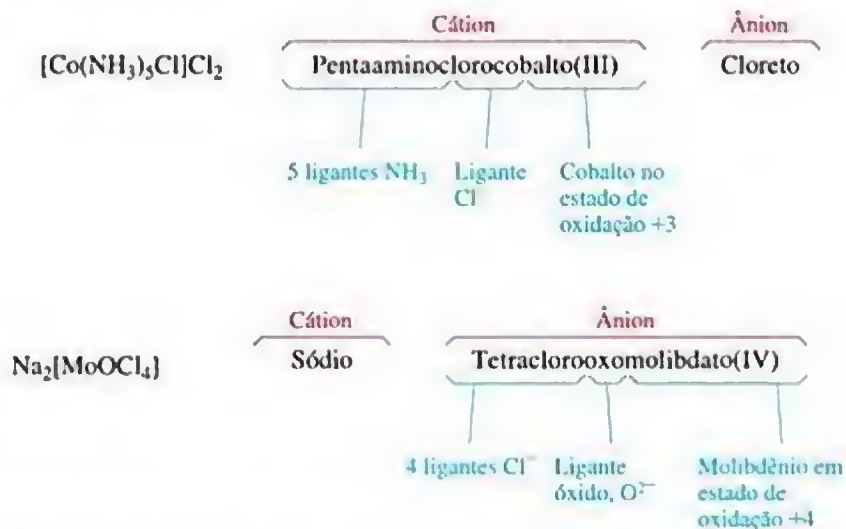 Cátion Ânion
[Co(NH₃)₅Cl]Cl₂ Pentaaminoclorocobalto(III) Cloreto
5 ligantes NH₃ Ligante Cl Cobalto no
estado de
oxidação +3
Cátion Ânion
Na₂[MoOCl₄] Sódio Tetraclorooxomolibdato(IV)
4 ligantes Cl⁻ Ligante óxido, O²⁻ Molibdênio em
estado de
oxidação +4